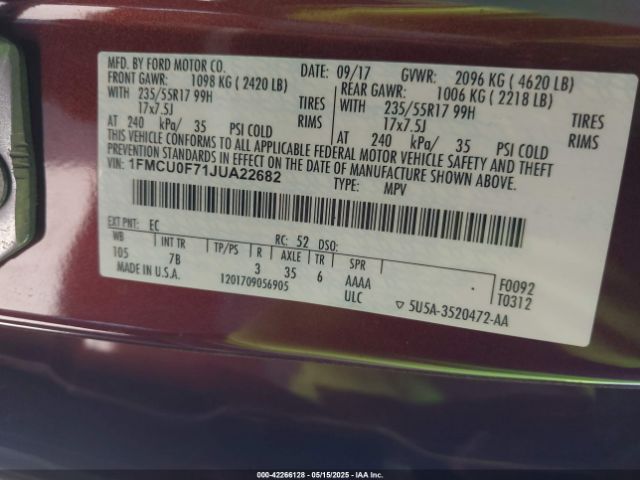 MFD. BY FORD MOTOR CO. DATE: 09/17 GVWR: 2096 KG ( 4620 LB)
FRONT GAWR: 1098 KG ( 2420 LB) REAR GAWR: 1006 KG ( 2218 LB)
WITH 235/55R17 99H TIRES WITH 235/55R17 99H TIRES
17x7.5J RIMS 17x7.5J RIMS
AT 240 kPa/ 35 PSI COLD AT 240 kPa/ 35 PSI COLD
THIS VEHICLE CONFORMS TO ALL APPLICABLE FEDERAL MOTOR VEHICLE SAFETY AND THEFT
PREVENTION STANDARDS IN EFFECT ON THE DATE OF MANUFACTURE SHOWN ABOVE.
VIN: 1FMCU0F71JUA22682
TYPE: MPV
EXT PNT: EC RC: 52 DSO:
WB INT TR TP/PS R AXLE TR SPR
105 7B 3 35 6 AAAA
F0092
T0312
MADE IN U.S.A. 1201709056905 ULC ▽ 5U5A-3520472-AA
000-42266128 - 05/15/2025 - IAAI.COM